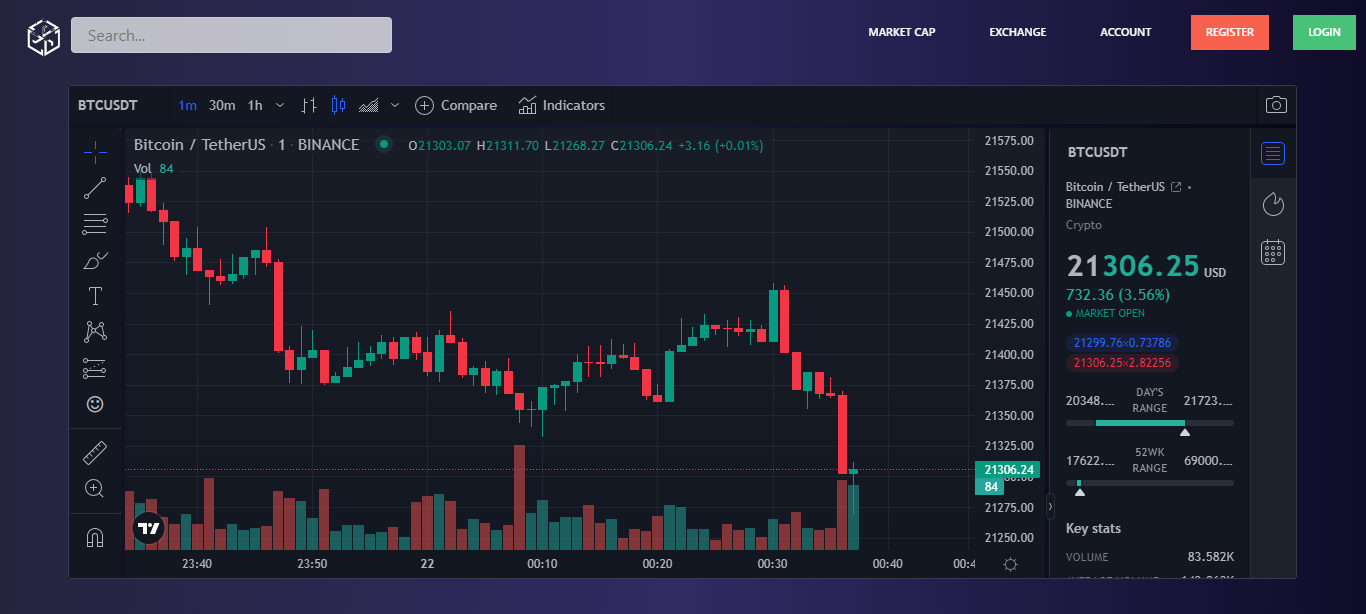 Search...
MARKET CAP
EXCHANGE
ACCOUNT
REGISTER
LOGIN
BTCUSDT
1m 30m 1h
Compare
Indicators
Bitcoin / TetherUS · 1 · BINANCE
O21303.07 H21311.70 L21268.27 C21306.24 +3.16 (+0.01%)
Vol 84
21575.00
21550.00
21525.00
21500.00
21475.00
21450.00
21425.00
21400.00
21375.00
21350.00
21325.00
21306.24
84
21275.00
21250.00
23:40 23:50 22 00:10 00:20 00:30 00:40
BTCUSDT
Bitcoin / TetherUS •
BINANCE
Crypto
21306.25 USD
732.36 (3.56%)
MARKET OPEN
21299.76×0.73786
21306.25×2.82256
20348.... DAY'S RANGE 21723....
17622.... 52WK RANGE 69000....
Key stats
VOLUME 83.582K